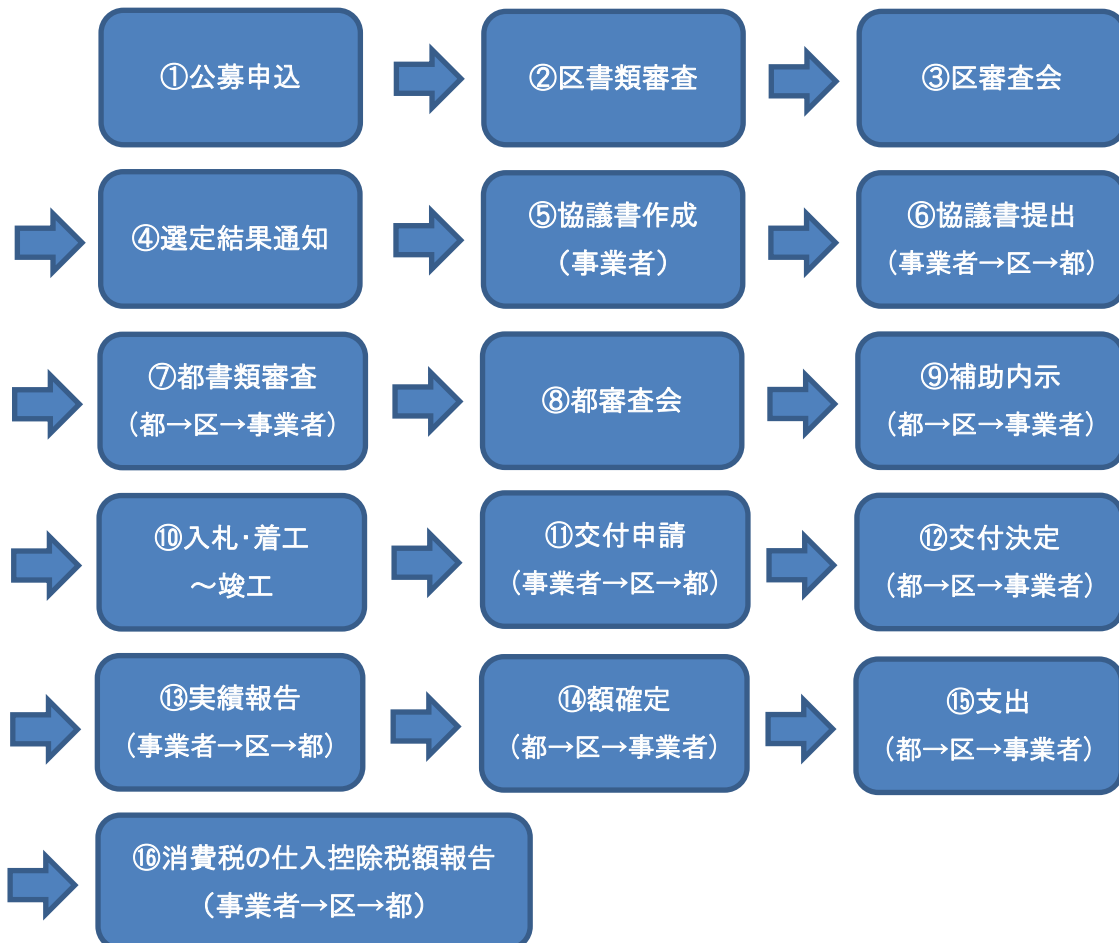 ①公募申込
②区書類審査
③区審査会
④選定結果通知
⑤協議書作成
（事業者）
⑥協議書提出
（事業者→区→都）
⑦都書類審査
（都→区→事業者）
⑧都審査会
⑨補助内示
（都→区→事業者）
⑩入札・着工
～竣工
⑪交付申請
（事業者→区→都）
⑫交付決定
（都→区→事業者）
⑬実績報告
（事業者→区→都）
⑭額確定
（都→区→事業者）
⑮支出
（都→区→事業者）
⑯消費税の仕入控除税額報告
（事業者→区→都）